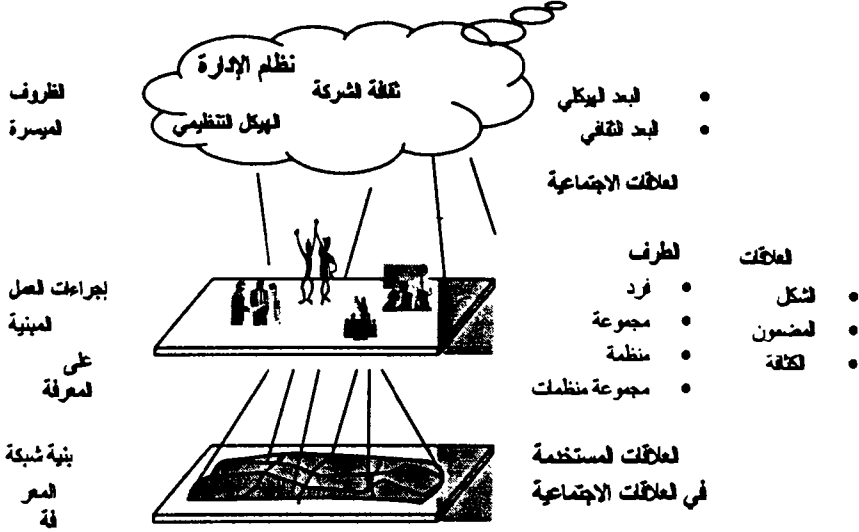 نظام الإدارة
ثقافة الشركة
الهيكل التنظيمي
• البعد الهيكلي
• البعد الثقافي
العلاقات الاجتماعية
الظروف
الميسرة
العلاقات
• الشكل
• المضمون
• الكثافة
الطرف
• فرد
• مجموعة
• منظمة
• مجموعة منظمات
إجراءات العمل
المبنية
على
المعرفة
العلاقات المستخدمة
في العلاقات الاجتماعية
بنية شبكة
المعر
فة